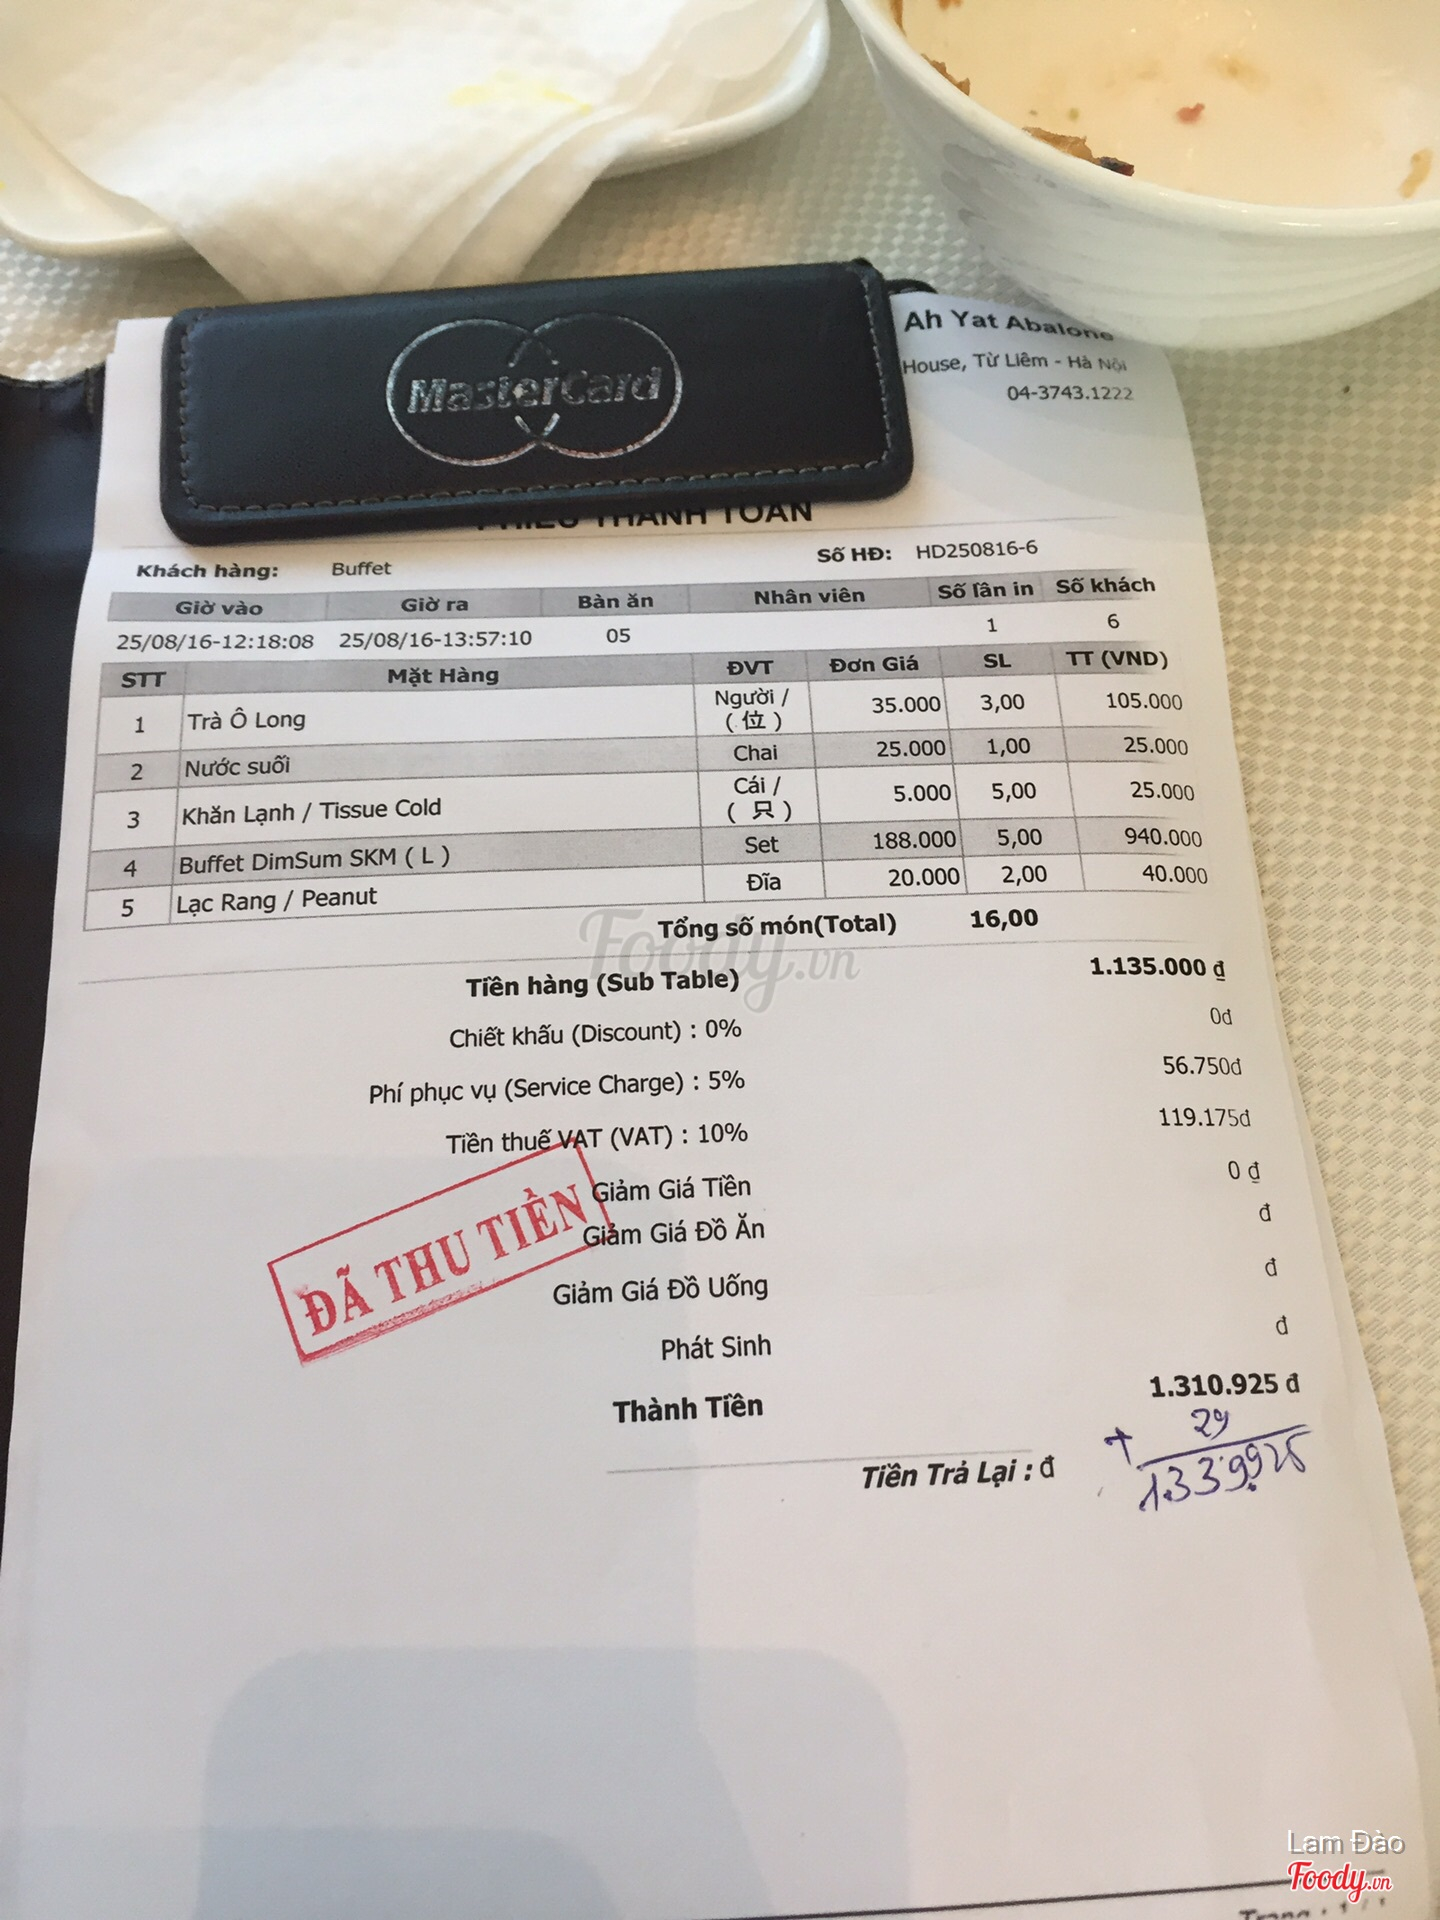 MasterCard
Ah Yat Abalone
House, Từ Liêm - Hà Nội
04-3743.1222
PHIẾU THANH TOÁN
Khách hàng: Buffet Số HĐ: HD250816-6
Giờ vào Giờ ra Bàn ăn Nhân viên Số lần in Số khách
25/08/16-12:18:08 25/08/16-13:57:10 05 1 6
STT Mặt Hàng ĐVT Đơn Giá SL TT (VND)
1 Trà Ô Long Người / (位) 35.000 3,00 105.000
2 Nước suối Chai 25.000 1,00 25.000
3 Khăn Lạnh / Tissue Cold Cái / (只) 5.000 5,00 25.000
4 Buffet DimSum SKM ( L ) Set 188.000 5,00 940.000
5 Lạc Rang / Peanut Đĩa 20.000 2,00 40.000
Tổng số món(Total) 16,00
Foody.vn
Tiền hàng (Sub Table) 1.135.000 đ
Chiết khấu (Discount) : 0% 0đ
Phí phục vụ (Service Charge) : 5% 56.750đ
Tiền thuế VAT (VAT) : 10% 119.175đ
Giảm Giá Tiền 0 đ
ĐÃ THU TIỀN
Giảm Giá Đồ Ăn đ
Giảm Giá Đồ Uống đ
Phát Sinh đ
Thành Tiền 1.310.925 đ
+ 29
1.339.925
Tiền Trả Lại : đ
Lam Đào
Foody.vn
Trang : 1 / 1